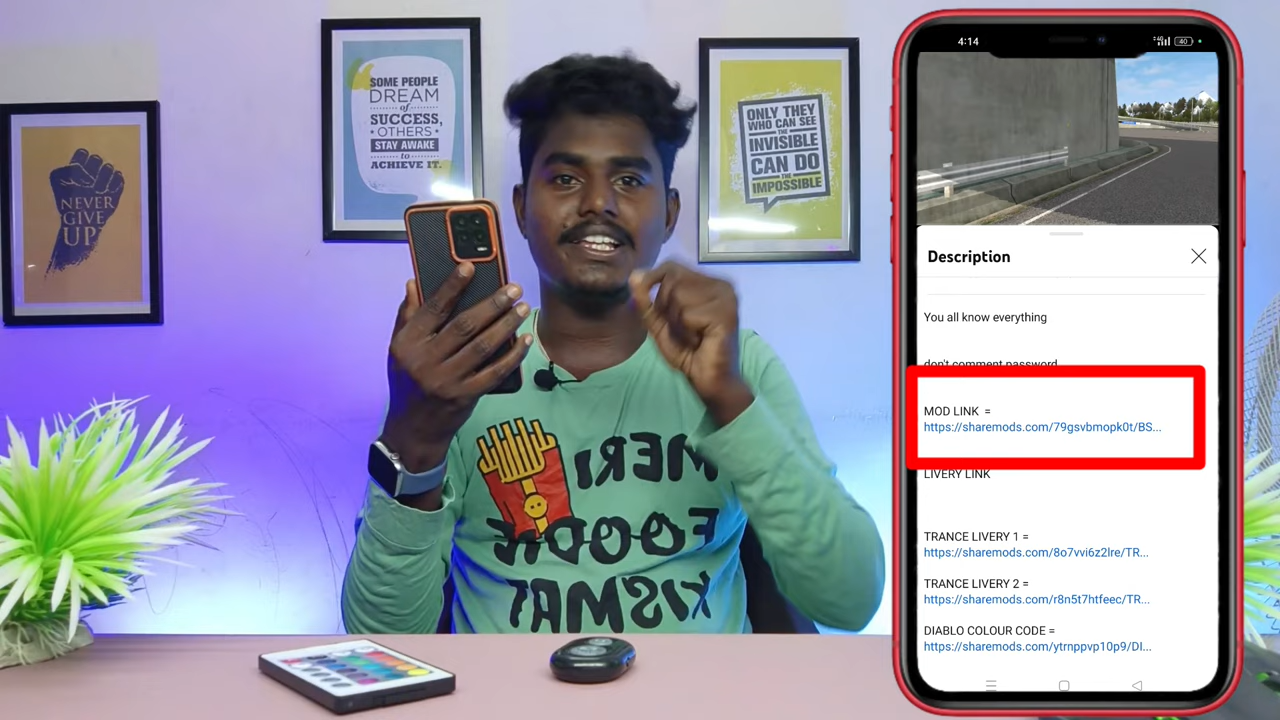 NEVER
GIVE
UP
SOME PEOPLE
DREAM
of
SUCCESS,
OTHERS
STAY AWAKE
to
ACHIEVE IT.
ONLY THEY
WHO CAN SEE
THE
INVISIBLE
CAN DO
THE
IMPOSSIBLE
MERI
FOODIE
KISMAT
4:14
4G
40
Description
You all know everything
don't comment password
MOD LINK =
https://sharemods.com/79gsvbmopk0t/BS...
LIVERY LINK
TRANCE LIVERY 1 =
https://sharemods.com/8o7vvi6z2lre/TR...
TRANCE LIVERY 2 =
https://sharemods.com/r8n5t7htfeec/TR...
DIABLO COLOUR CODE =
https://sharemods.com/ytrnppvp10p9/DI...